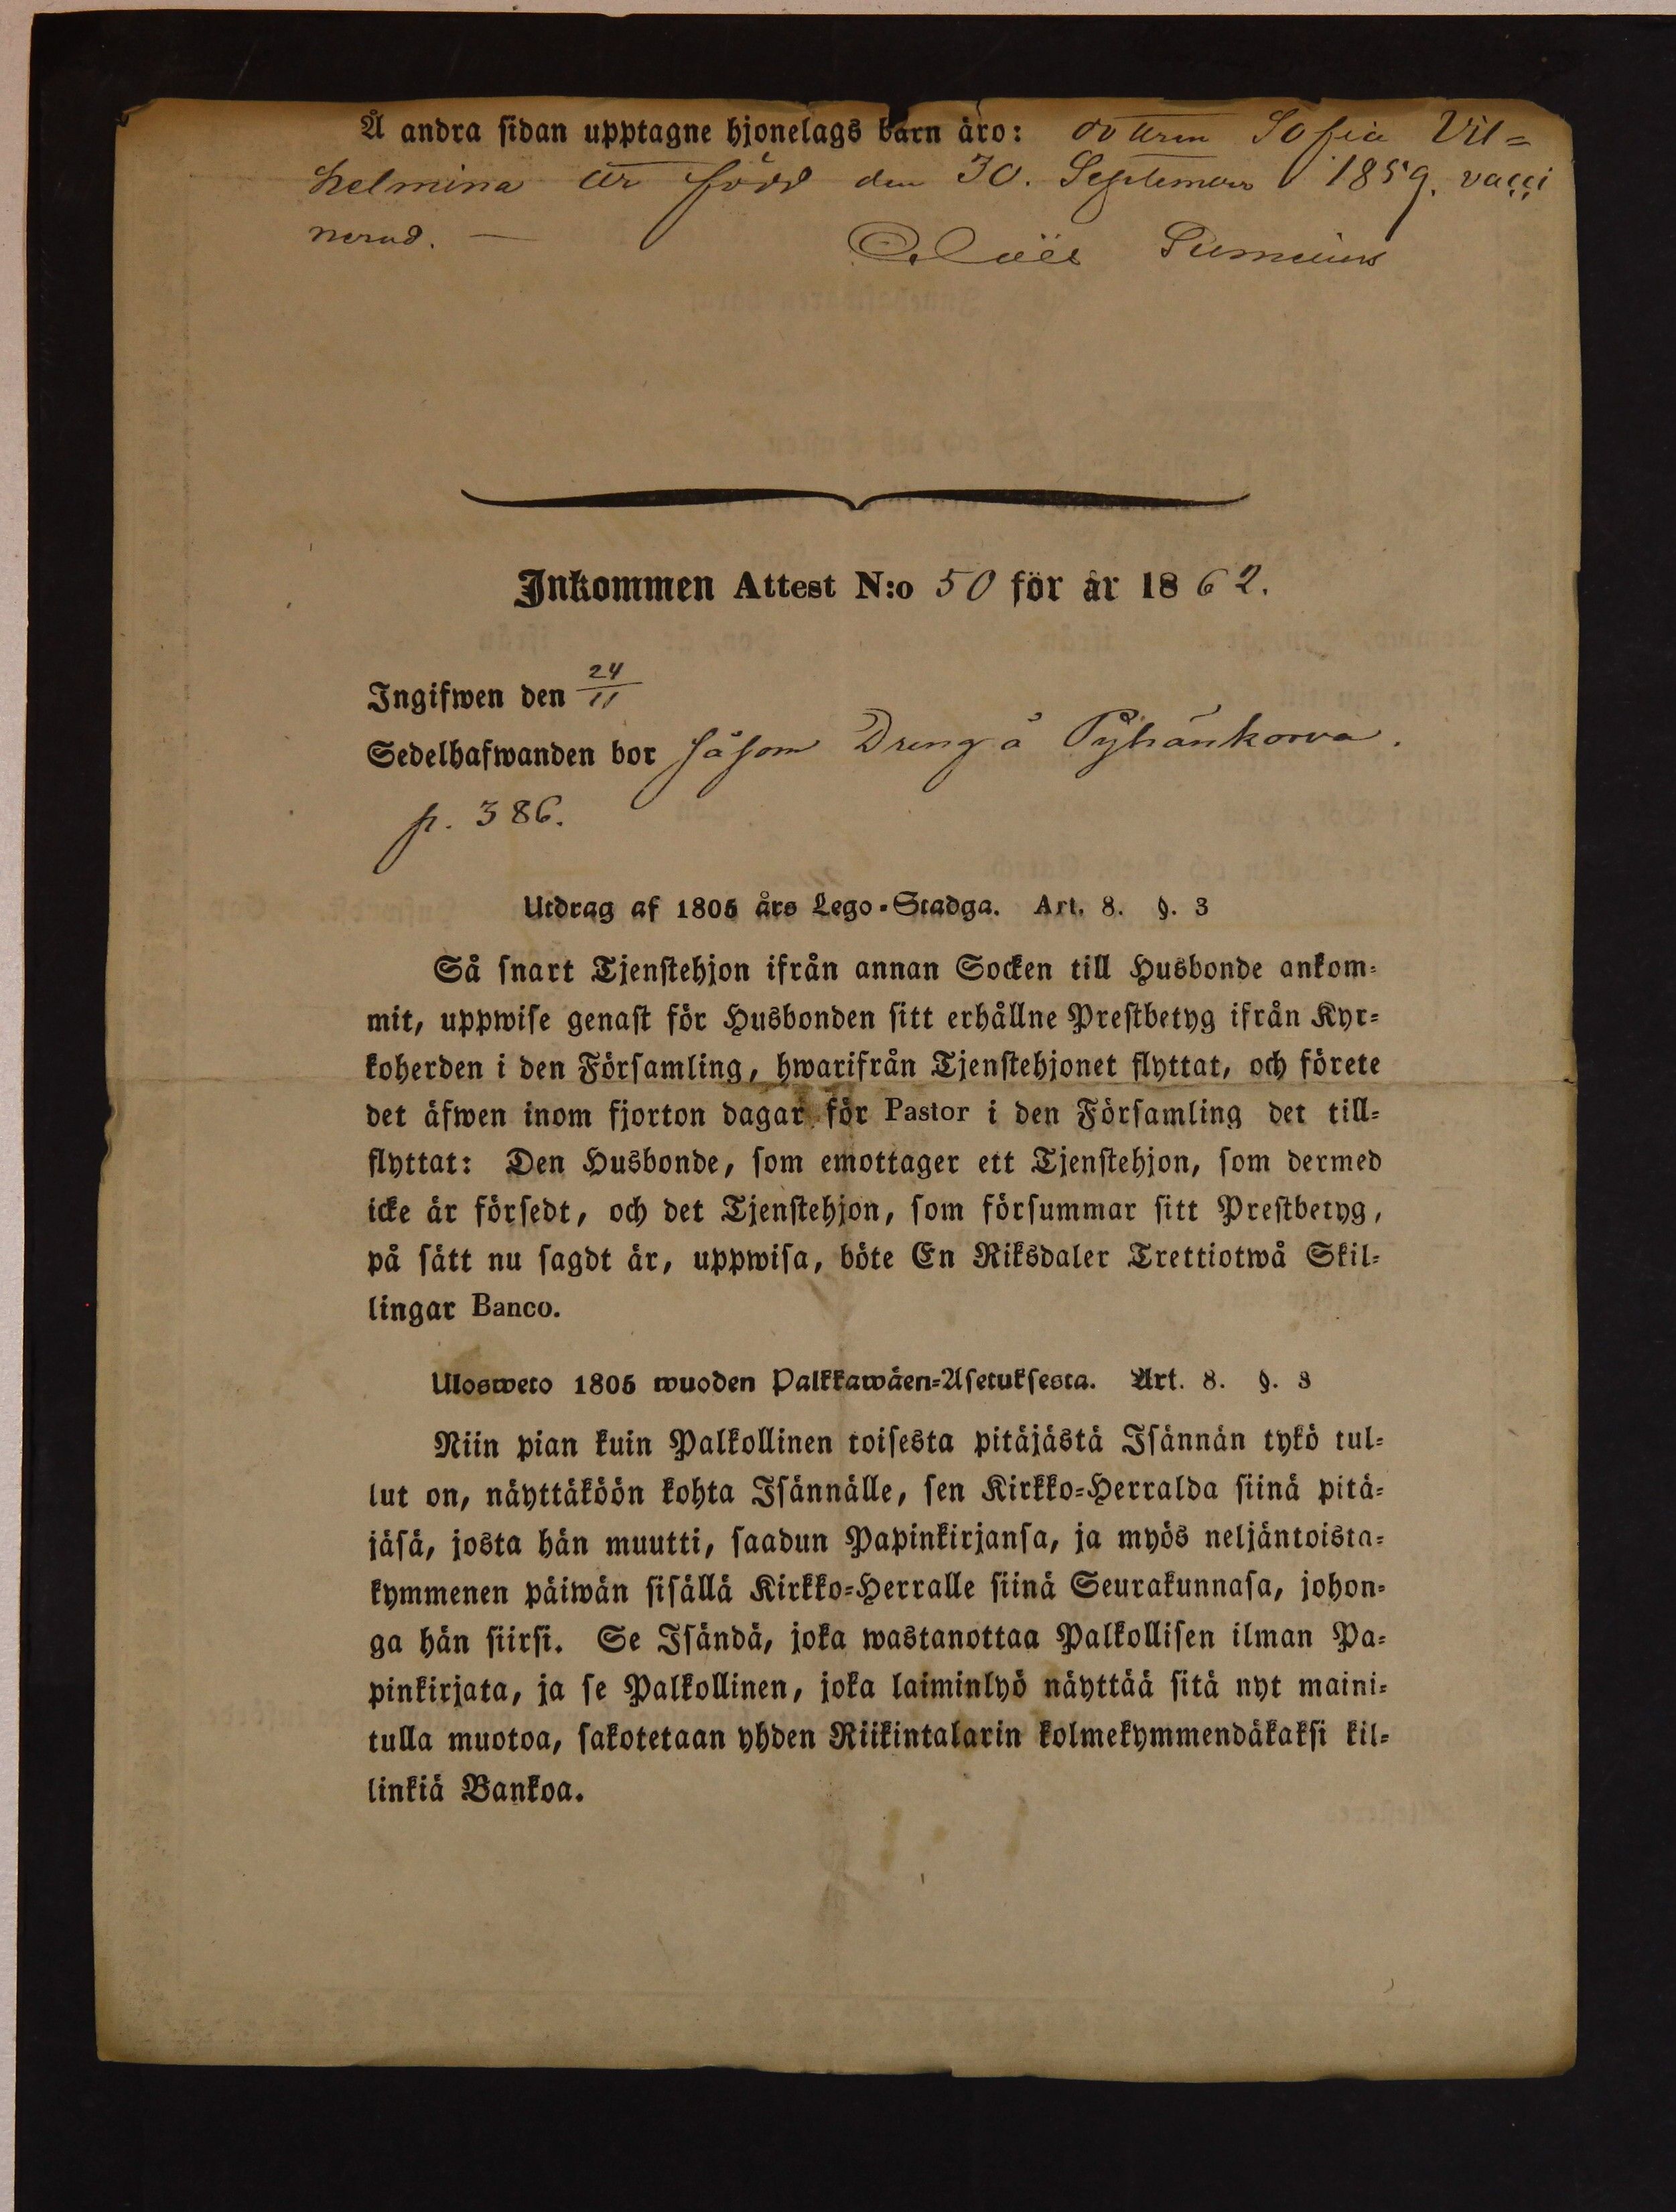 Å andra sidan upptagne hjonelags barn äro: dottren Sofia Vil=
helmina är född den 30. September 1859. vacci
nerad. —
Inkommen Attest N:o 50 för år 1862.
Ingifwen den 24/11
Sedelhafwanden bor såsom Dreng å Pyhänkorva.
p. 386.
Utdrag af 1805 års Lego-Stadga. Art. 8. §. 3
Så snart Tjenstehjon ifrån annan Socken till Husbonde ankom=
mit, uppwise genast för Husbonden sitt erhållne Prestbetyg ifrån Kyr=
koherden i den Församling, hwarifrån Tjenstehjonet flyttat, och förete
det äfwen inom fjorton dagar för Pastor i den Församling det till=
flyttat: Den Husbonde, som emottager ett Tjenstehjon, som dermed
icke är försedt, och det Tjenstehjon, som försummar sitt Prestbetyg,
på sätt nu sagdt är, uppwisa, böte En Riksdaler Trettiotwå Skil=
lingar Banco.
Ulosweto 1805 wuoden Palkkawäen=Asetuksesta. Art. 8. §. 3
Niin pian kuin Palkollinen toisesta pitäjästä Isännän tykö tul=
lut on, näyttäköön kohta Isännälle, sen Kirkko=Herralda siinä pitä=
jäsä, josta hän muutti, saadun Papinkirjansa, ja myös neljäntoista=
kymmenen päiwän sisällä Kirkko=Herralle siinä Seurakunnasa, johon=
ga hän siirsi. Se Isändä, joka wastanottaa Palkollisen ilman Pa=
pinkirjata, ja se Palkollinen, joka laiminlyö näyttää sitä nyt maini=
tulla muotoa, sakotetaan yhden Riikintalarin kolmekymmendäkaksi kil=
linkiä Bankoa.